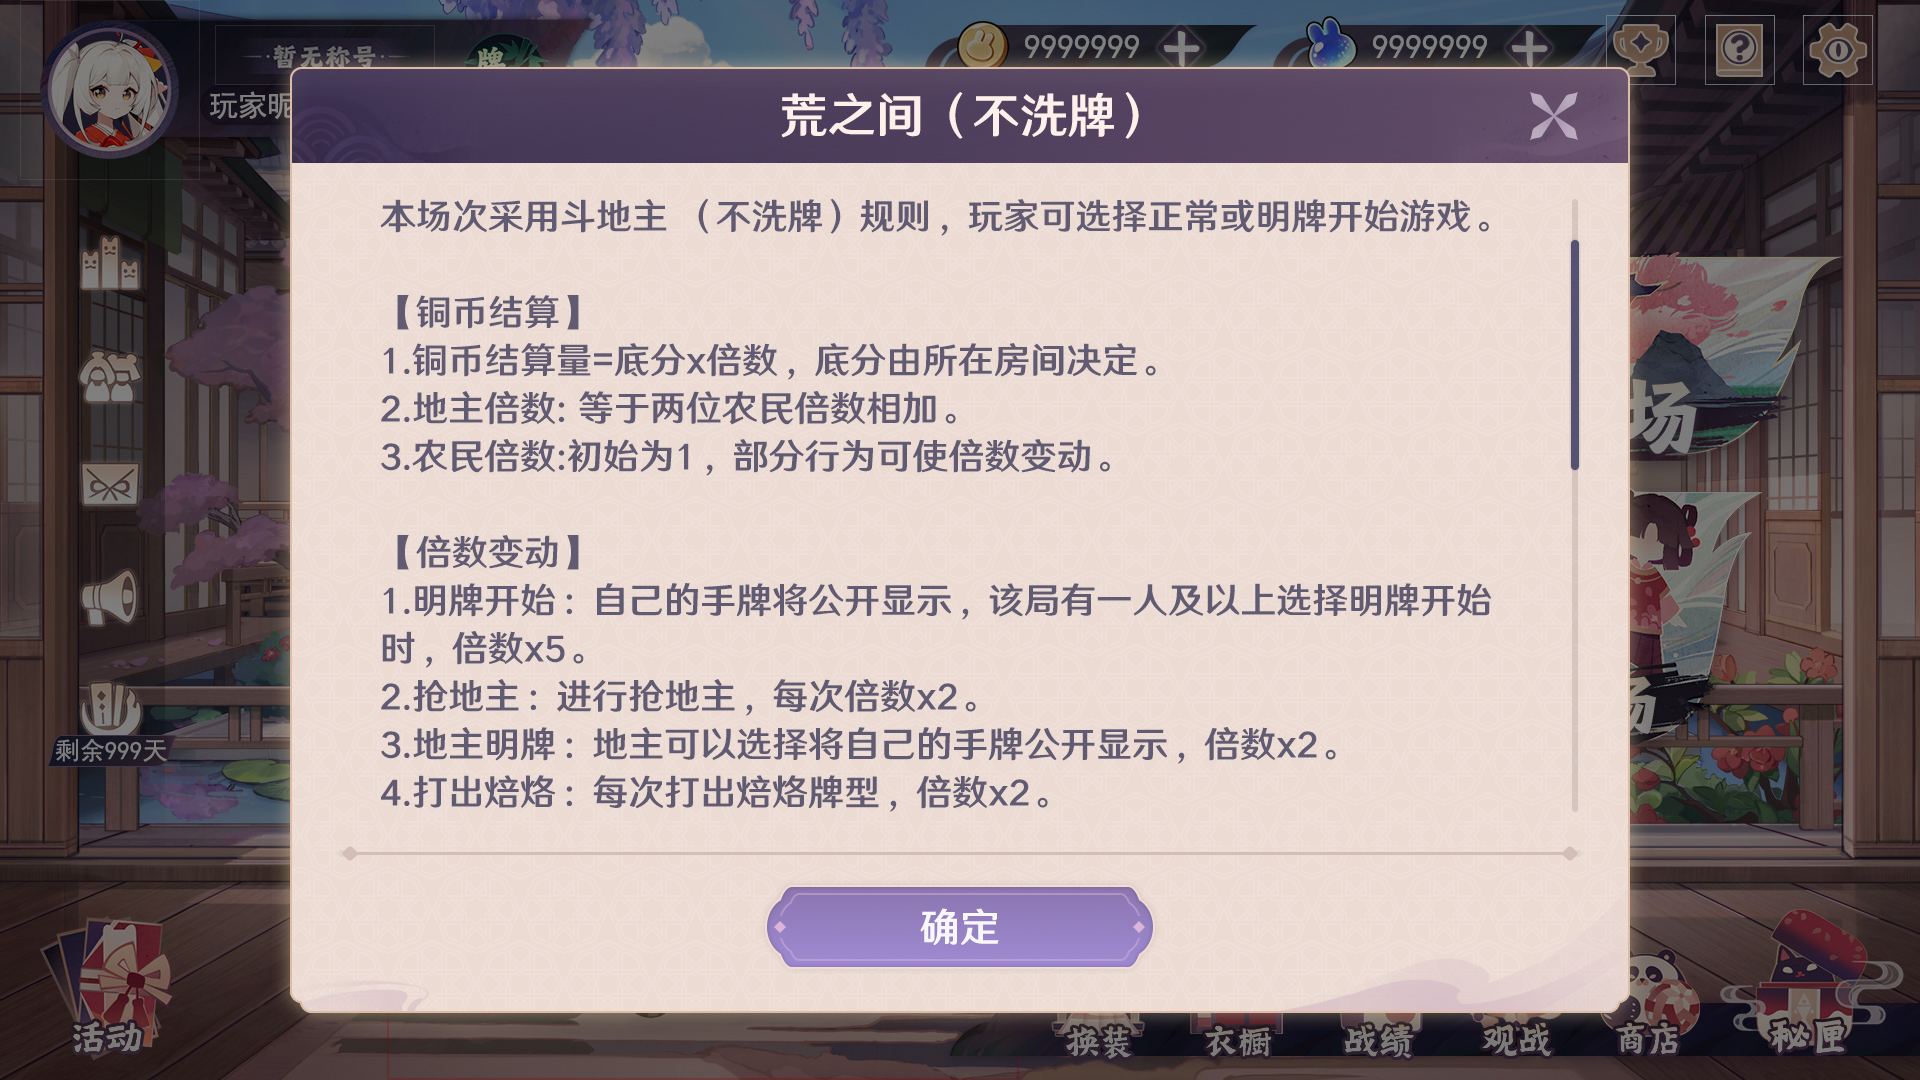 暂无称号
牌
9999999
9999999
玩家昵
荒之间（不洗牌）
本场次采用斗地主 （不洗牌）规则，玩家可选择正常或明牌开始游戏。
【铜币结算】
1.铜币结算量=底分x倍数，底分由所在房间决定。
2.地主倍数: 等于两位农民倍数相加。
3.农民倍数:初始为1，部分行为可使倍数变动。
【倍数变动】
1.明牌开始：自己的手牌将公开显示，该局有一人及以上选择明牌开始
时，倍数x5。
2.抢地主：进行抢地主，每次倍数x2。
3.地主明牌：地主可以选择将自己的手牌公开显示，倍数x2。
4.打出焙烙：每次打出焙烙牌型，倍数x2。
确定
场
场
剩余999天
活动
换装
衣橱
战绩
观战
商店
秘匣